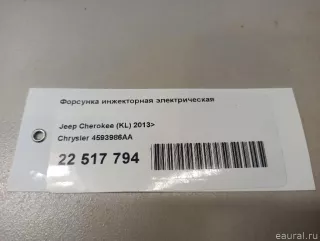 Форсунка инжекторная электрическая
Jeep Cherokee (KL) 2013>
Chrysler 4593986AA
22 517 794
eaural.ru